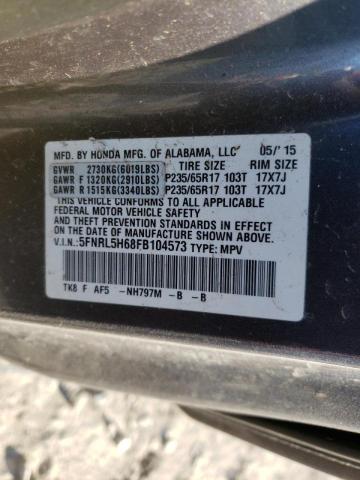 MFD. BY HONDA MFG. OF ALABAMA, LLC 05/'15
GVWR 2730KG(6019LBS) TIRE SIZE RIM SIZE
GAWR F 1320KG(2910LBS) P235/65R17 103T 17X7J
GAWR R 1515KG(3340LBS) P235/65R17 103T 17X7J
THIS VEHICLE CONFORMS TO ALL APPLICABLE
FEDERAL MOTOR VEHICLE SAFETY AND
THEFT PREVENTION STANDARDS IN EFFECT ON
THE DATE OF MANUFACTURE SHOWN ABOVE.
V.I.N.:5FNRL5H68FB104573 TYPE: MPV
TK8 F AF5 -NH797M -B -B